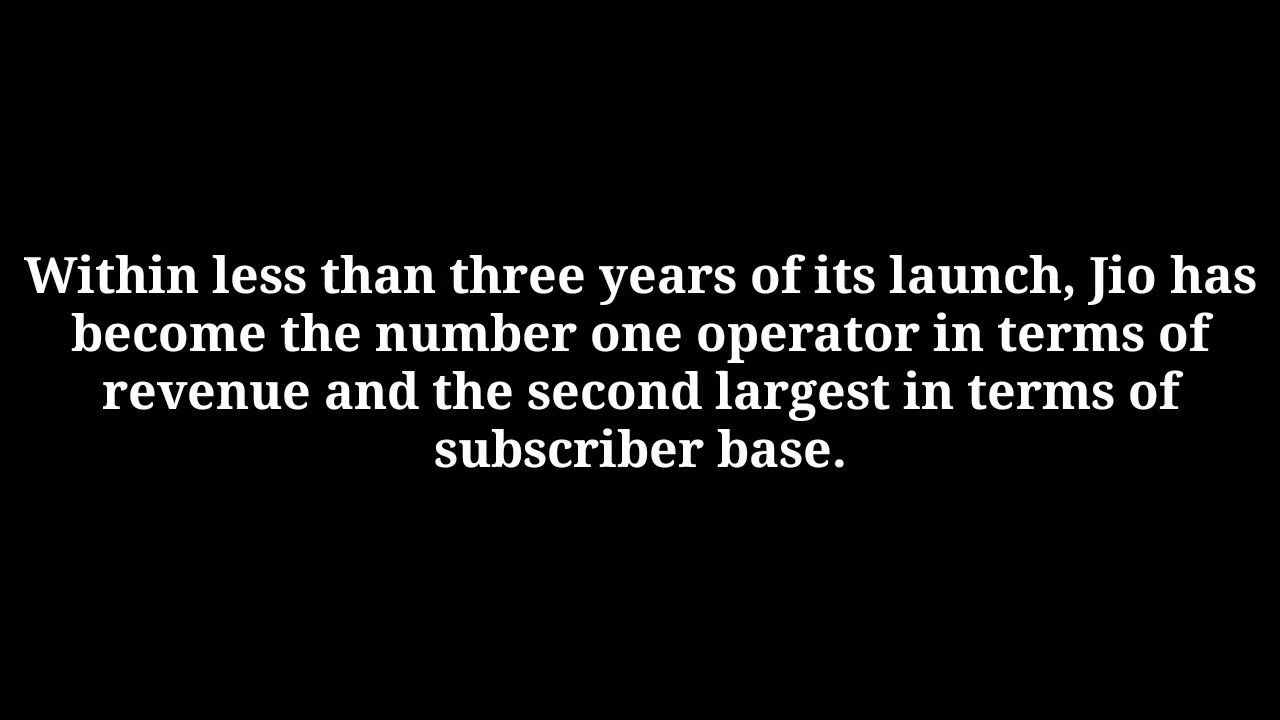 Within less than three years of its launch, Jio has
become the number one operator in terms of
revenue and the second largest in terms of
subscriber base.